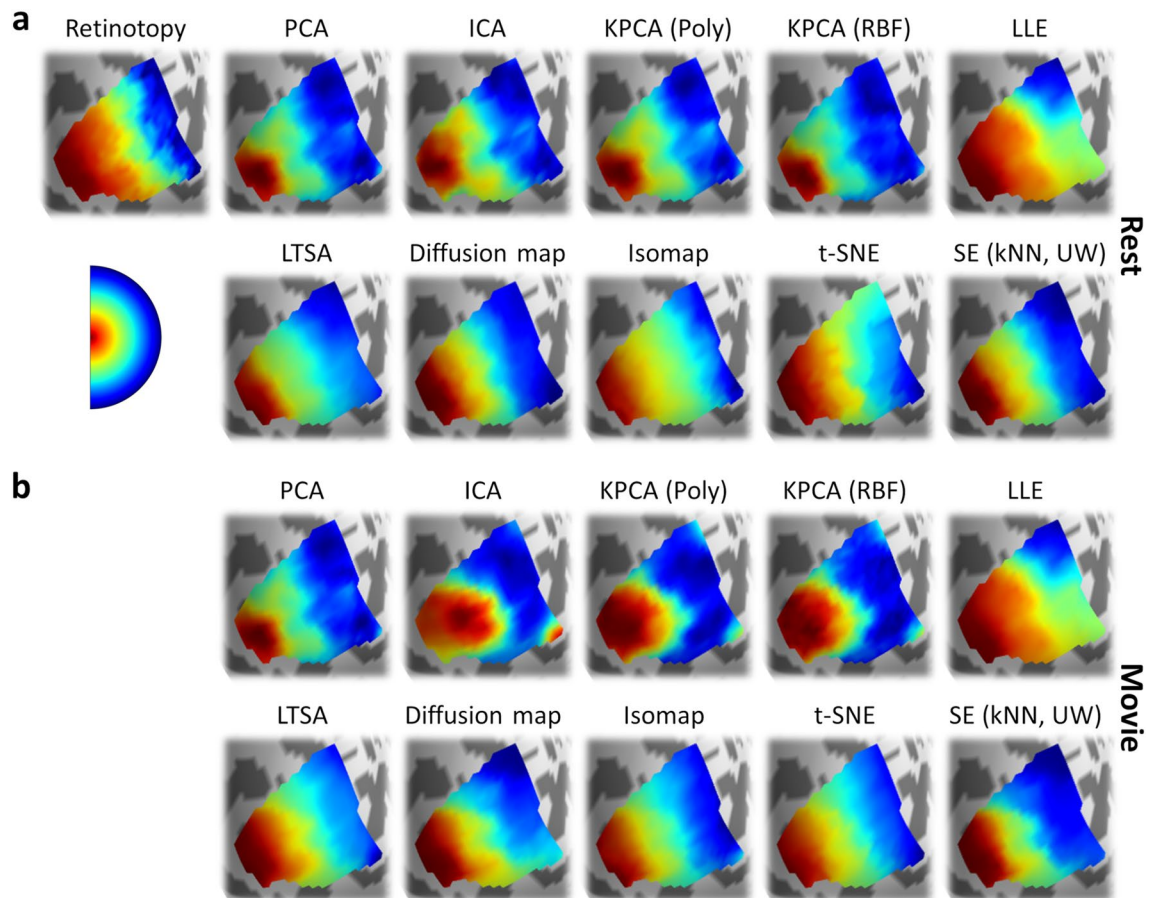 a
Retinotopy PCA ICA KPCA (Poly) KPCA (RBF) LLE
LTSA Diffusion map Isomap t-SNE SE (kNN, UW)
Rest
b
PCA ICA KPCA (Poly) KPCA (RBF) LLE
LTSA Diffusion map Isomap t-SNE SE (kNN, UW)
Movie